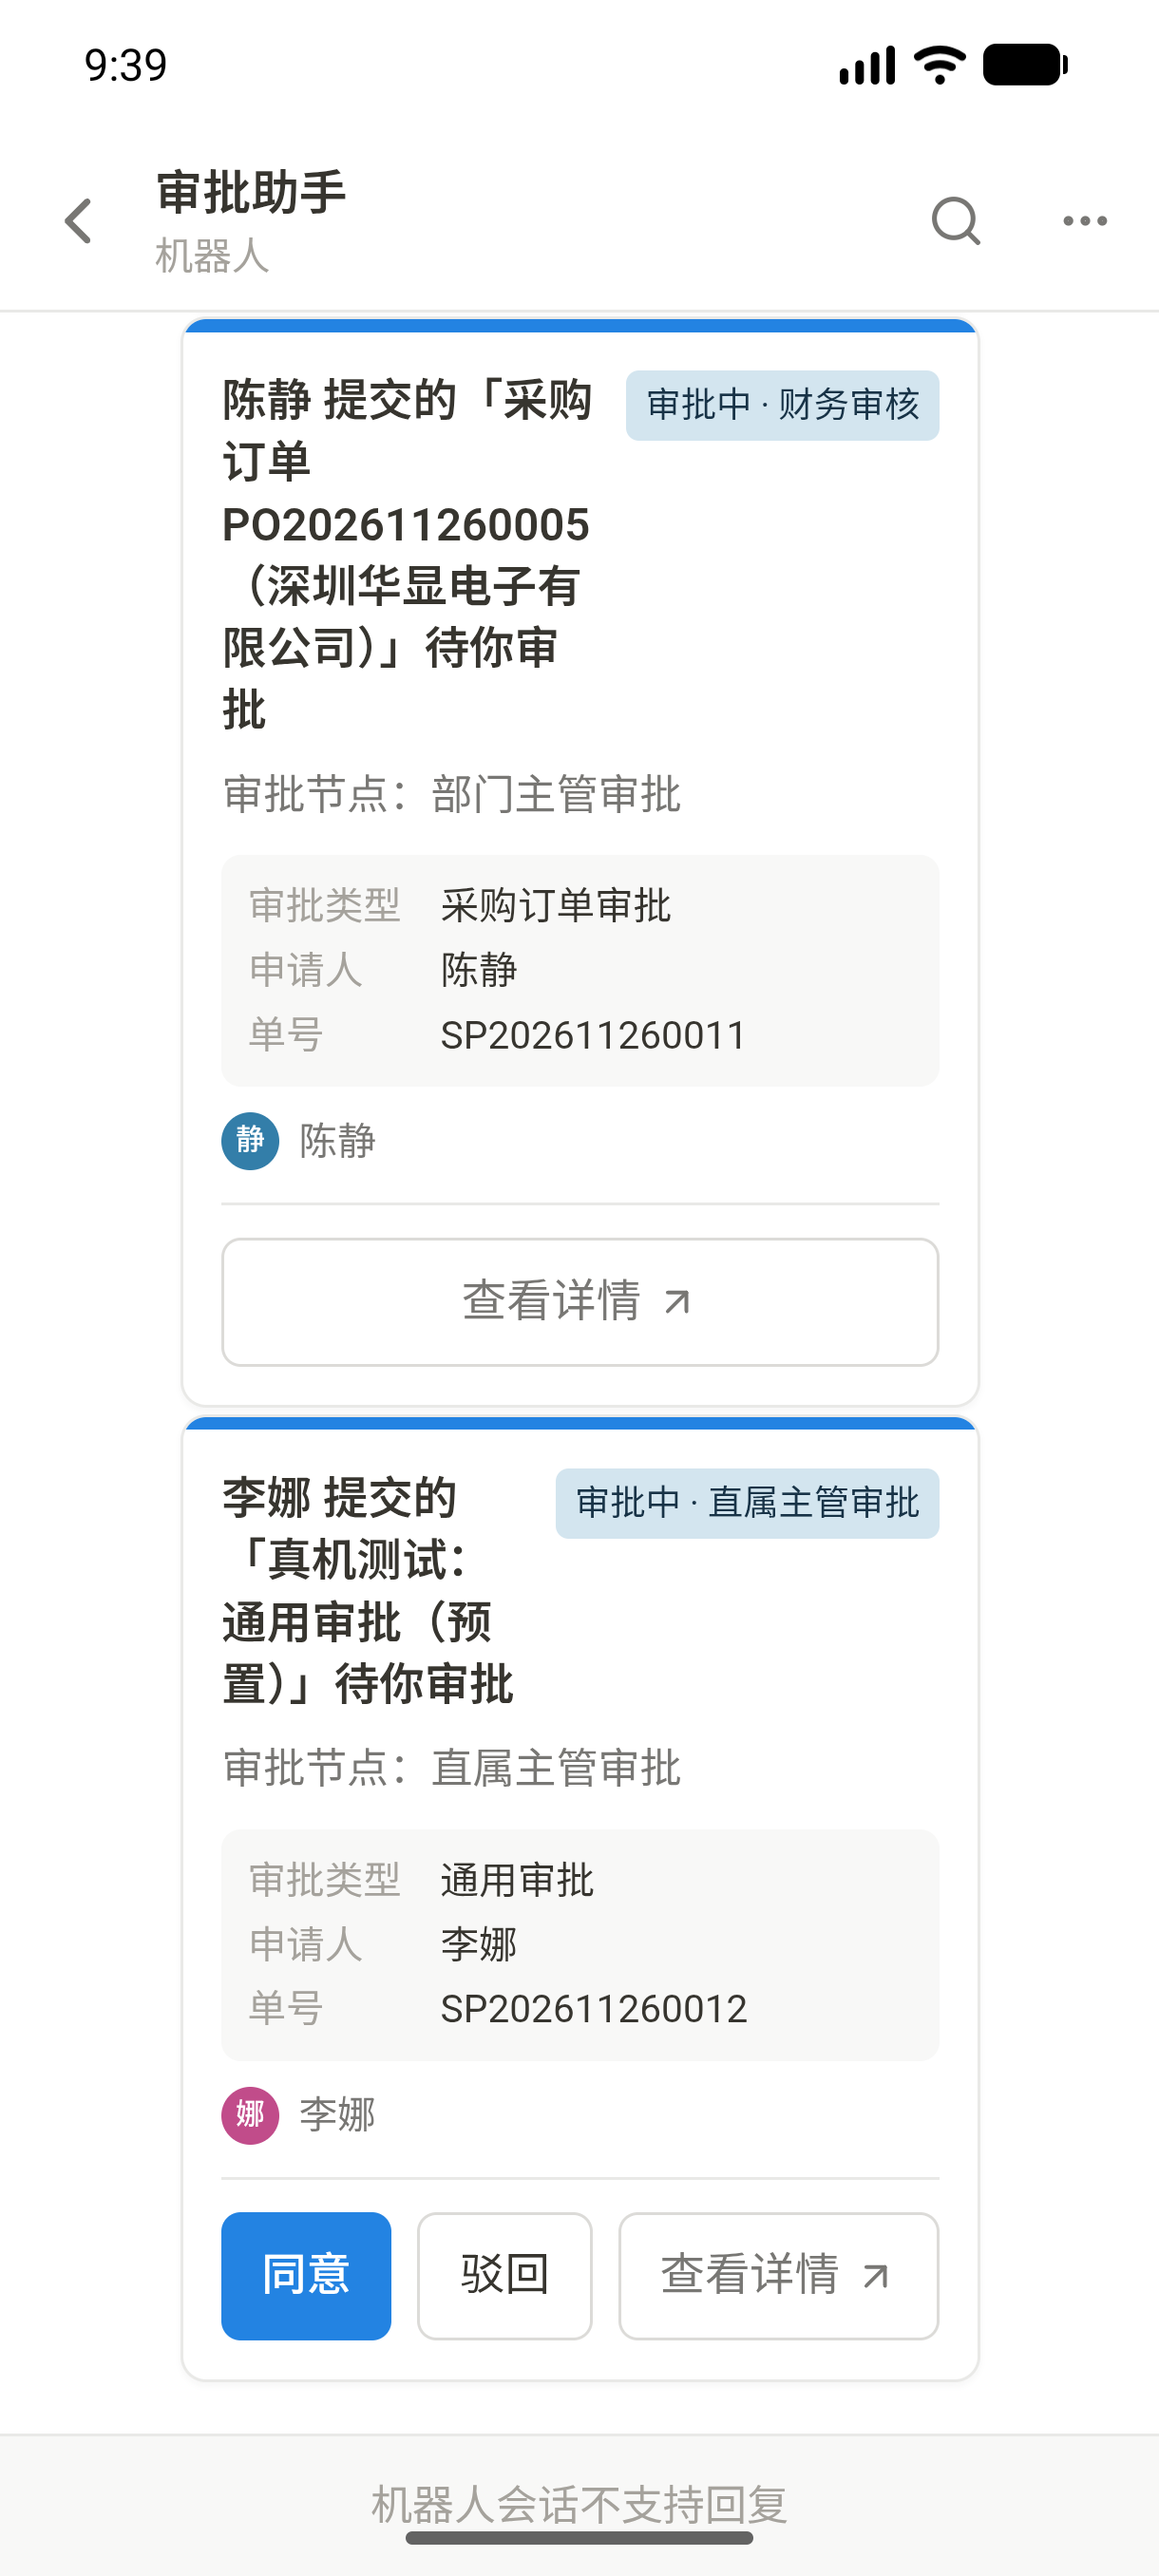 9:39
审批助手
机器人
陈静 提交的「采购
订单
PO202611260005
（深圳华显电子有
限公司）」待你审
批
审批中 · 财务审核
审批节点：部门主管审批
审批类型 采购订单审批
申请人 陈静
单号 SP202611260011
静 陈静
查看详情
李娜 提交的
「真机测试：
通用审批（预
置）」待你审批
审批中 · 直属主管审批
审批节点：直属主管审批
审批类型 通用审批
申请人 李娜
单号 SP202611260012
娜 李娜
同意 驳回 查看详情
机器人会话不支持回复